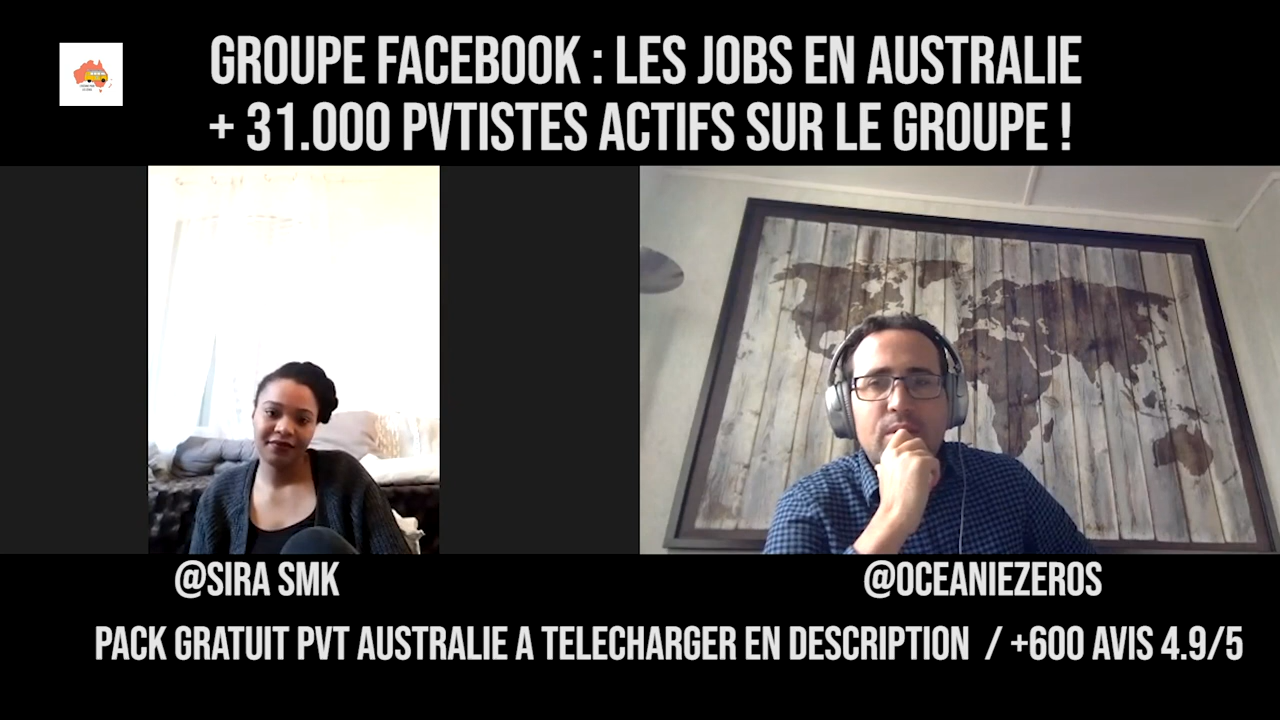 GROUPE FACEBOOK : LES JOBS EN AUSTRALIE
+ 31.000 PVTISTES ACTIFS SUR LE GROUPE !
@SIRA SMK
@OCEANIEZEROS
PACK GRATUIT PVT AUSTRALIE A TELECHARGER EN DESCRIPTION / +600 AVIS 4.9/5